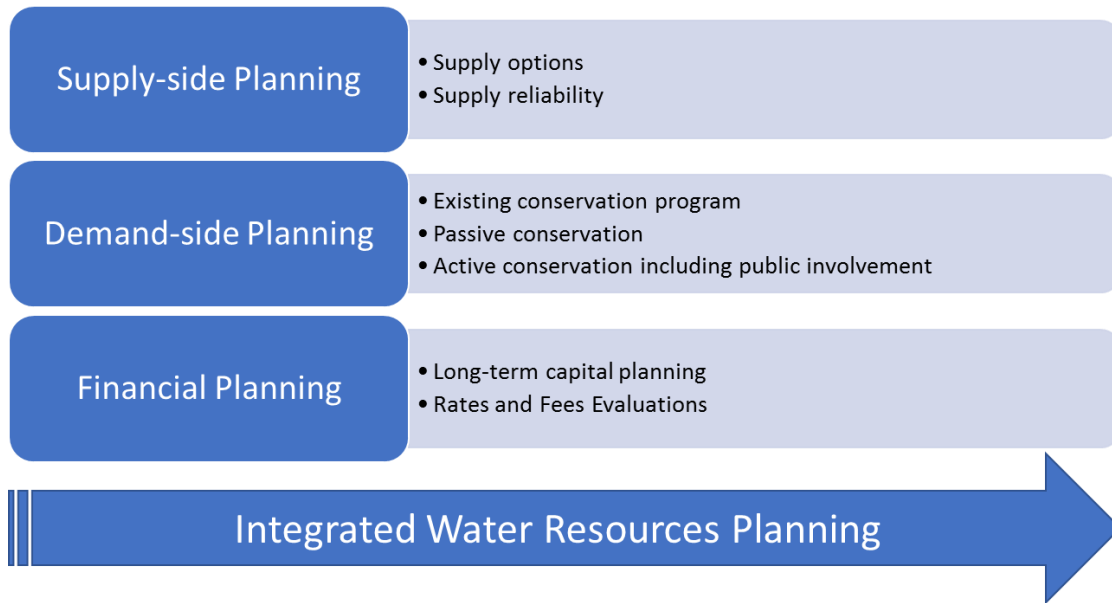 Supply-side Planning
• Supply options
• Supply reliability
Demand-side Planning
• Existing conservation program
• Passive conservation
• Active conservation including public involvement
Financial Planning
• Long-term capital planning
• Rates and Fees Evaluations
Integrated Water Resources Planning